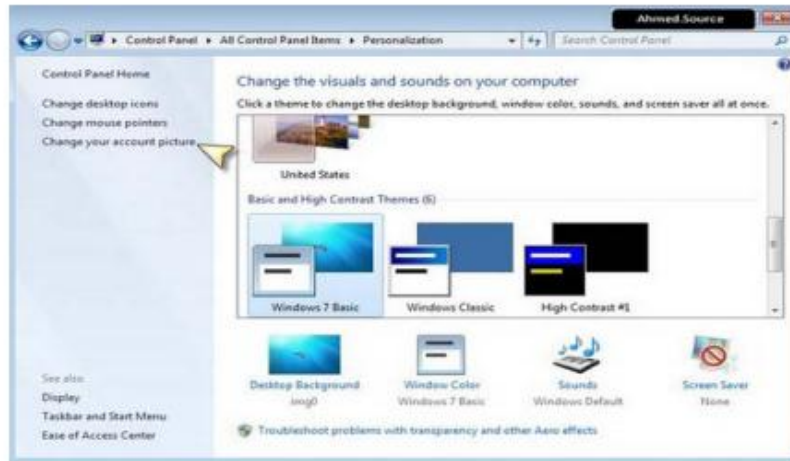 Ahmed.Source
Control Panel ▸ All Control Panel Items ▸ Personalization
Search Control Panel
Control Panel Home
Change desktop icons
Change mouse pointers
Change your account picture
Change the visuals and sounds on your computer
Click a theme to change the desktop background, window color, sounds, and screen saver all at once.
United States
Basic and High Contrast Themes (6)
Windows 7 Basic
Windows Classic
High Contrast #1
Desktop Background
img0
Window Color
Windows 7 Basic
Sounds
Windows Default
Screen Saver
None
Troubleshoot problems with transparency and other Aero effects
See also
Display
Taskbar and Start Menu
Ease of Access Center